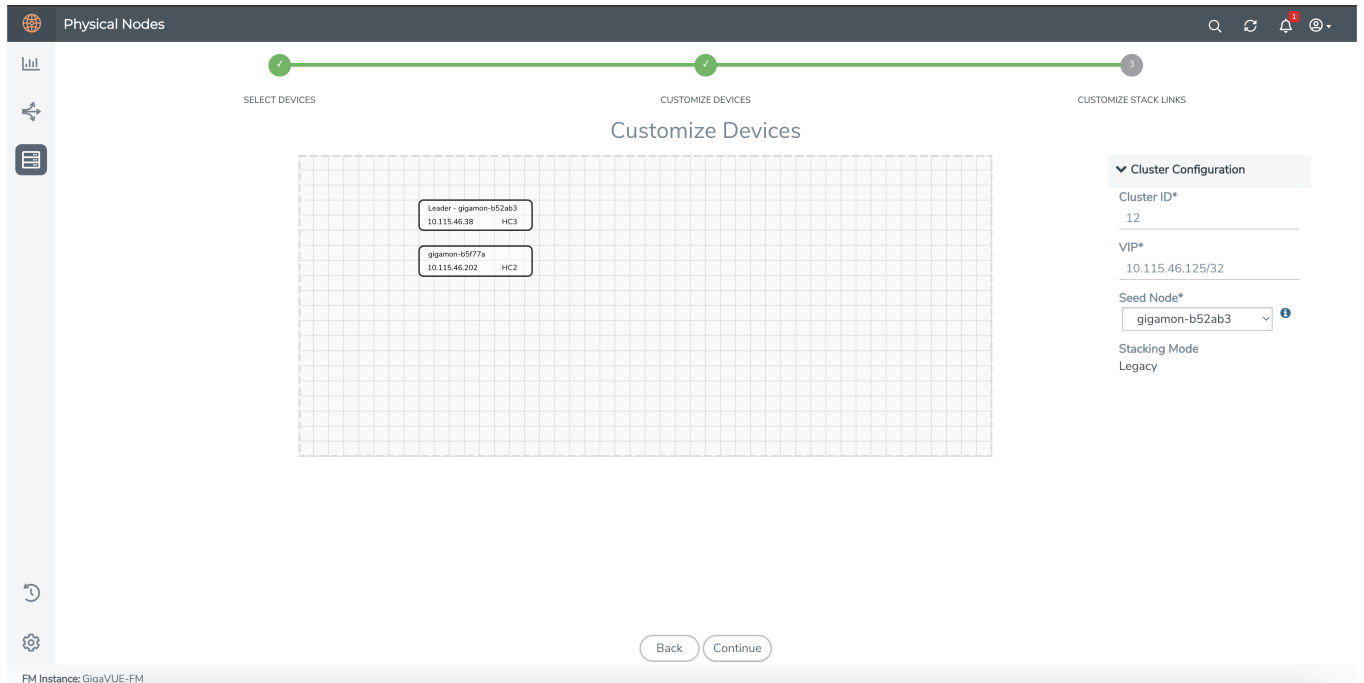 Physical Nodes
1
✓
✓
3
SELECT DEVICES
CUSTOMIZE DEVICES
CUSTOMIZE STACK LINKS
Customize Devices
Leader - gigamon-b52ab3
10.115.46.38 HC3
gigamon-b5f77a
10.115.46.202 HC2
Cluster Configuration
Cluster ID*
12
VIP*
10.115.46.125/32
Seed Node*
gigamon-b52ab3
Stacking Mode
Legacy
Back
Continue
FM Instance: GigaVUE-FM